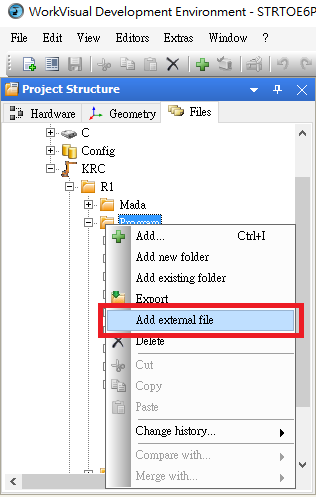 WorkVisual Development Environment - STRTOE6P
File Edit View Editors Extras Window ?
Project Structure
Hardware Geometry Files
C
Config
KRC
R1
Mada
Program
Add... Ctrl+I
Add new folder
Add existing folder
Export
Add external file
Delete
Cut
Copy
Paste
Change history...
Compare with...
Merge with...